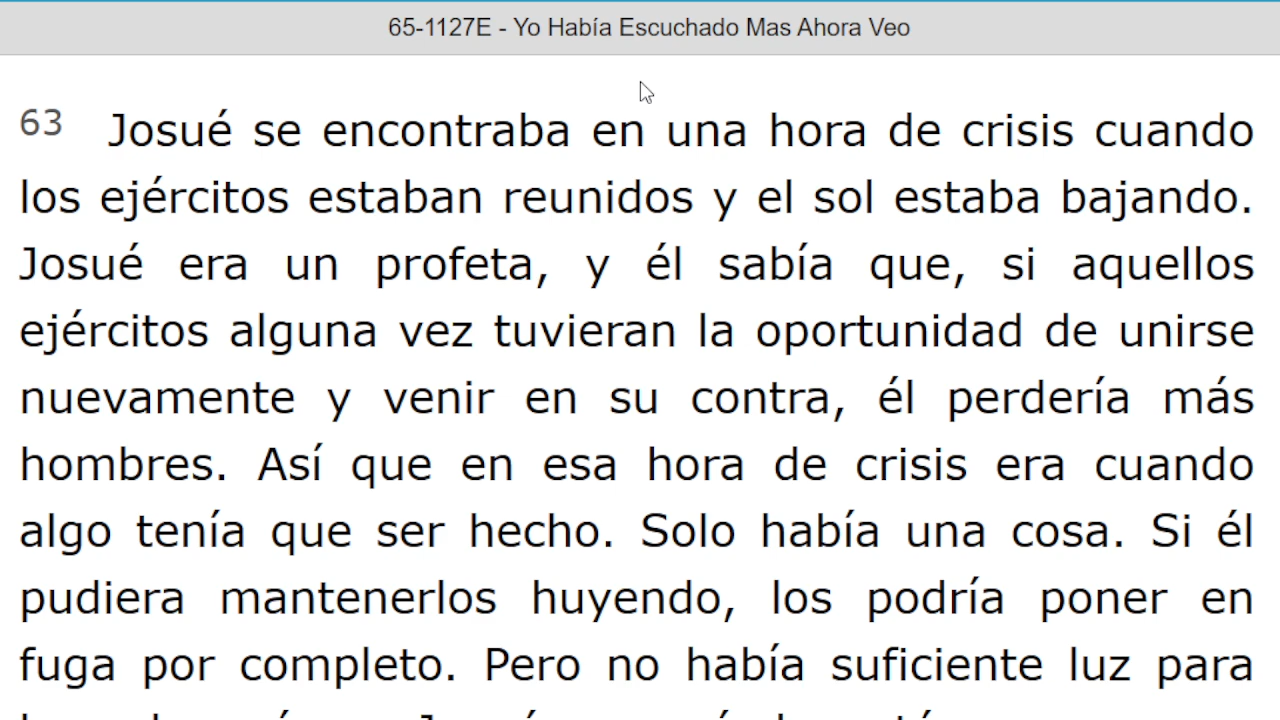 65-1127E - Yo Había Escuchado Mas Ahora Veo
63 Josué se encontraba en una hora de crisis cuando
los ejércitos estaban reunidos y el sol estaba bajando.
Josué era un profeta, y él sabía que, si aquellos
ejércitos alguna vez tuvieran la oportunidad de unirse
nuevamente y venir en su contra, él perdería más
hombres. Así que en esa hora de crisis era cuando
algo tenía que ser hecho. Solo había una cosa. Si él
pudiera mantenerlos huyendo, los podría poner en
fuga por completo. Pero no había suficiente luz para